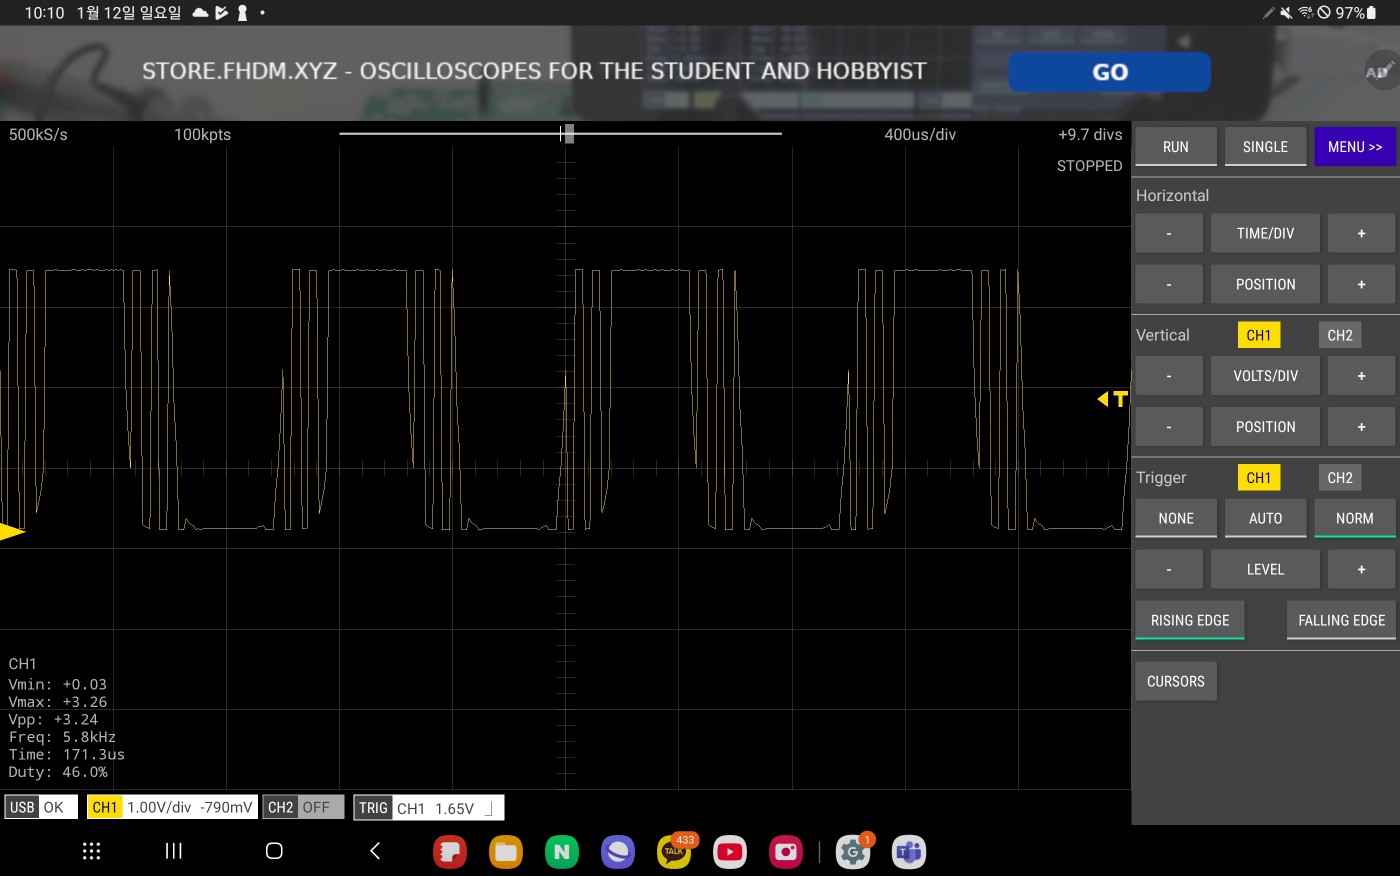 10:10 1월 12일 일요일 97%
STORE.FHDM.XYZ - OSCILLOSCOPES FOR THE STUDENT AND HOBBYIST GO AD
500kS/s 100kpts 400us/div +9.7 divs
STOPPED
RUN SINGLE MENU >>
Horizontal
- TIME/DIV +
- POSITION +
Vertical CH1 CH2
- VOLTS/DIV +
- POSITION +
T
Trigger CH1 CH2
NONE AUTO NORM
- LEVEL +
RISING EDGE FALLING EDGE
CURSORS
CH1
Vmin: +0.03
Vmax: +3.26
Vpp: +3.24
Freq: 5.8kHz
Time: 171.3us
Duty: 46.0%
USB OK CH1 1.00V/div -790mV CH2 OFF TRIG CH1 1.65V
N TALK 433 G 1 T